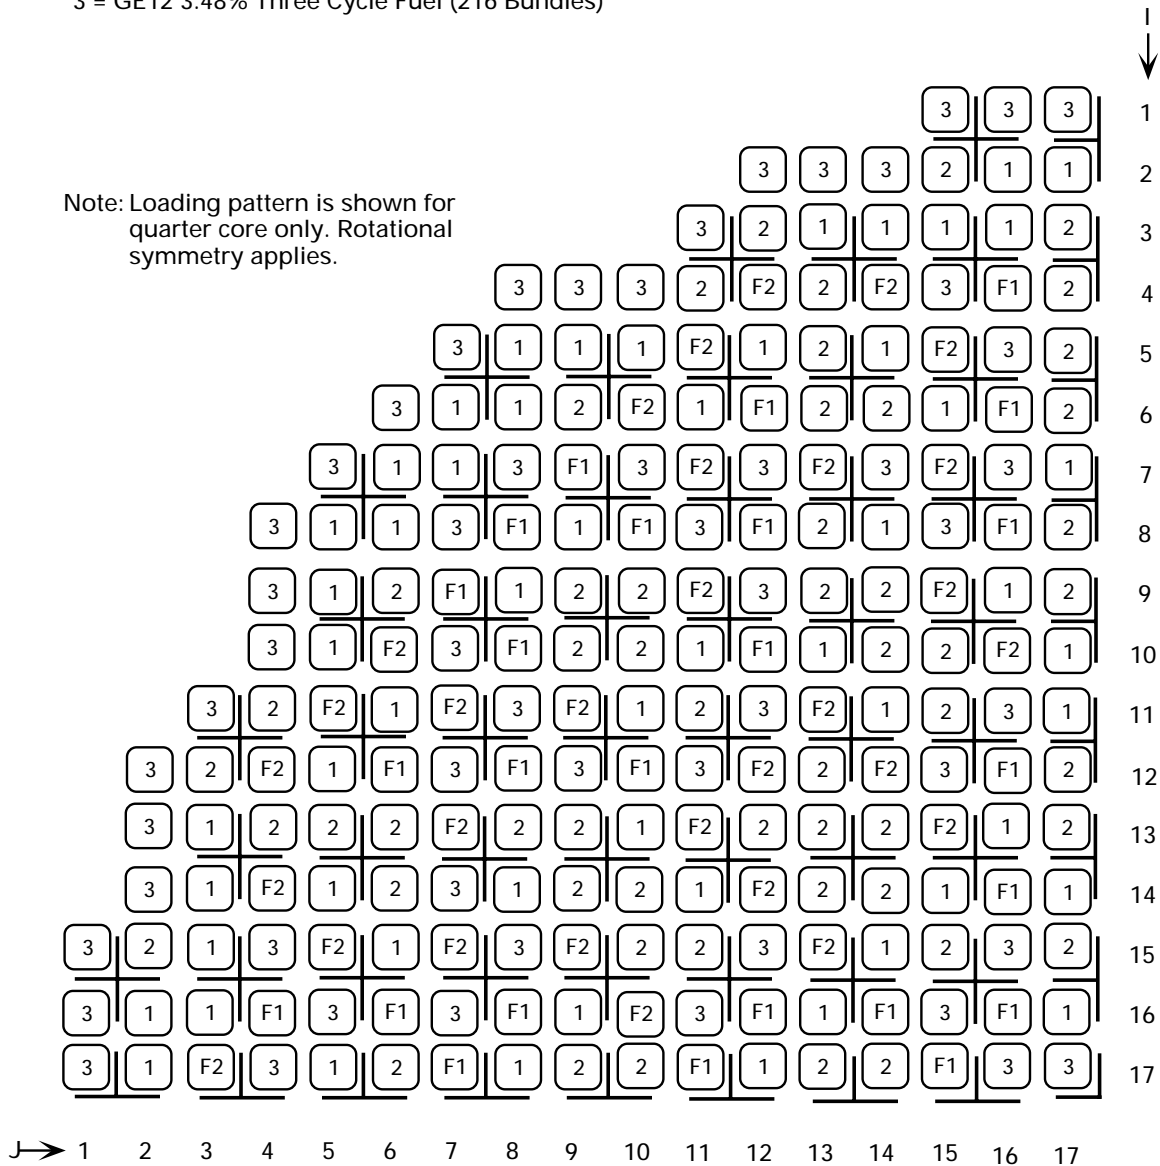 3 = GE12 3.48% Three Cycle Fuel (216 Bundles)
I
3 3 3 1
3 3 3 2 1 1 2
Note: Loading pattern is shown for
quarter core only. Rotational
symmetry applies.
3 2 1 1 1 1 2 3
3 3 3 2 F2 2 F2 3 F1 2 4
3 1 1 1 F2 1 2 1 F2 3 2 5
3 1 1 2 F2 1 F1 2 2 1 F1 2 6
3 1 1 3 F1 3 F2 3 F2 3 F2 3 1 7
3 1 1 3 F1 1 F1 3 F1 2 1 3 F1 2 8
3 1 2 F1 1 2 2 F2 3 2 2 F2 1 2 9
3 1 F2 3 F1 2 2 1 F1 1 2 2 F2 1 10
3 2 F2 1 F2 3 F2 1 2 3 F2 1 2 3 1 11
3 2 F2 1 F1 3 F1 3 F1 3 F2 2 F2 3 F1 2 12
3 1 2 2 2 F2 2 2 1 F2 2 2 2 F2 1 2 13
3 1 F2 1 2 3 1 2 2 1 F2 2 2 1 F1 1 14
3 2 1 3 F2 1 F2 3 F2 2 2 3 F2 1 2 3 2 15
3 1 1 F1 3 F1 3 F1 1 F2 3 F1 1 F1 3 F1 1 16
3 1 F2 3 1 2 F1 1 2 2 F1 1 2 2 F1 3 3 17
J 1 2 3 4 5 6 7 8 9 10 11 12 13 14 15 16 17